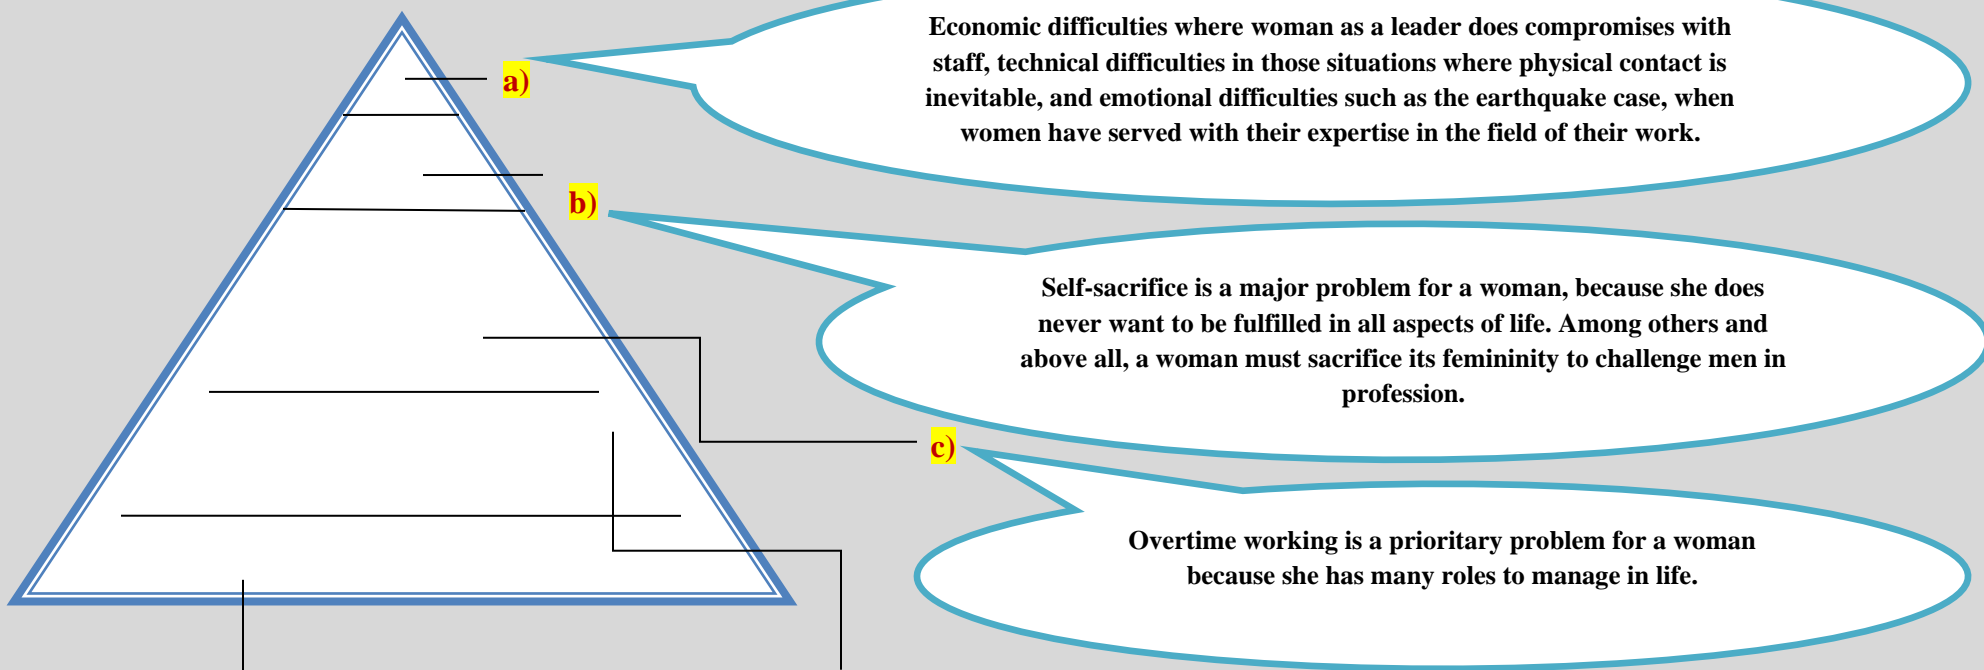 Economic difficulties where woman as a leader does compromises with
staff, technical difficulties in those situations where physical contact is
inevitable, and emotional difficulties such as the earthquake case, when
women have served with their expertise in the field of their work.
a)
b)
Self-sacrifice is a major problem for a woman, because she does
never want to be fulfilled in all aspects of life. Among others and
above all, a woman must sacrifice its femininity to challenge men in
profession.
c)
Overtime working is a prioritary problem for a woman
because she has many roles to manage in life.